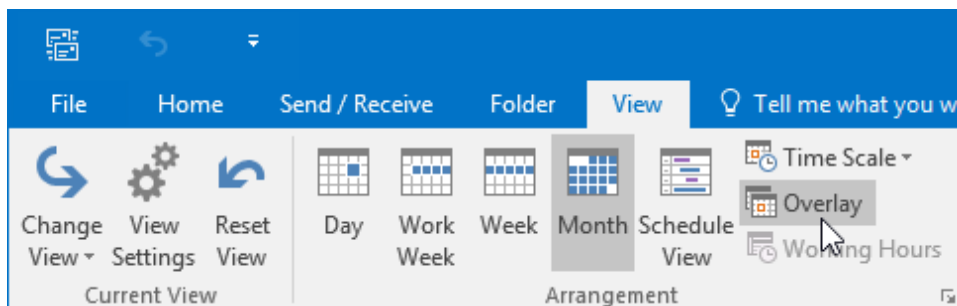 File Home Send / Receive Folder View Tell me what you w
Change View
View Settings
Reset View
Day
Work Week
Week
Month
Schedule View
Time Scale
Overlay
Working Hours
Current View
Arrangement